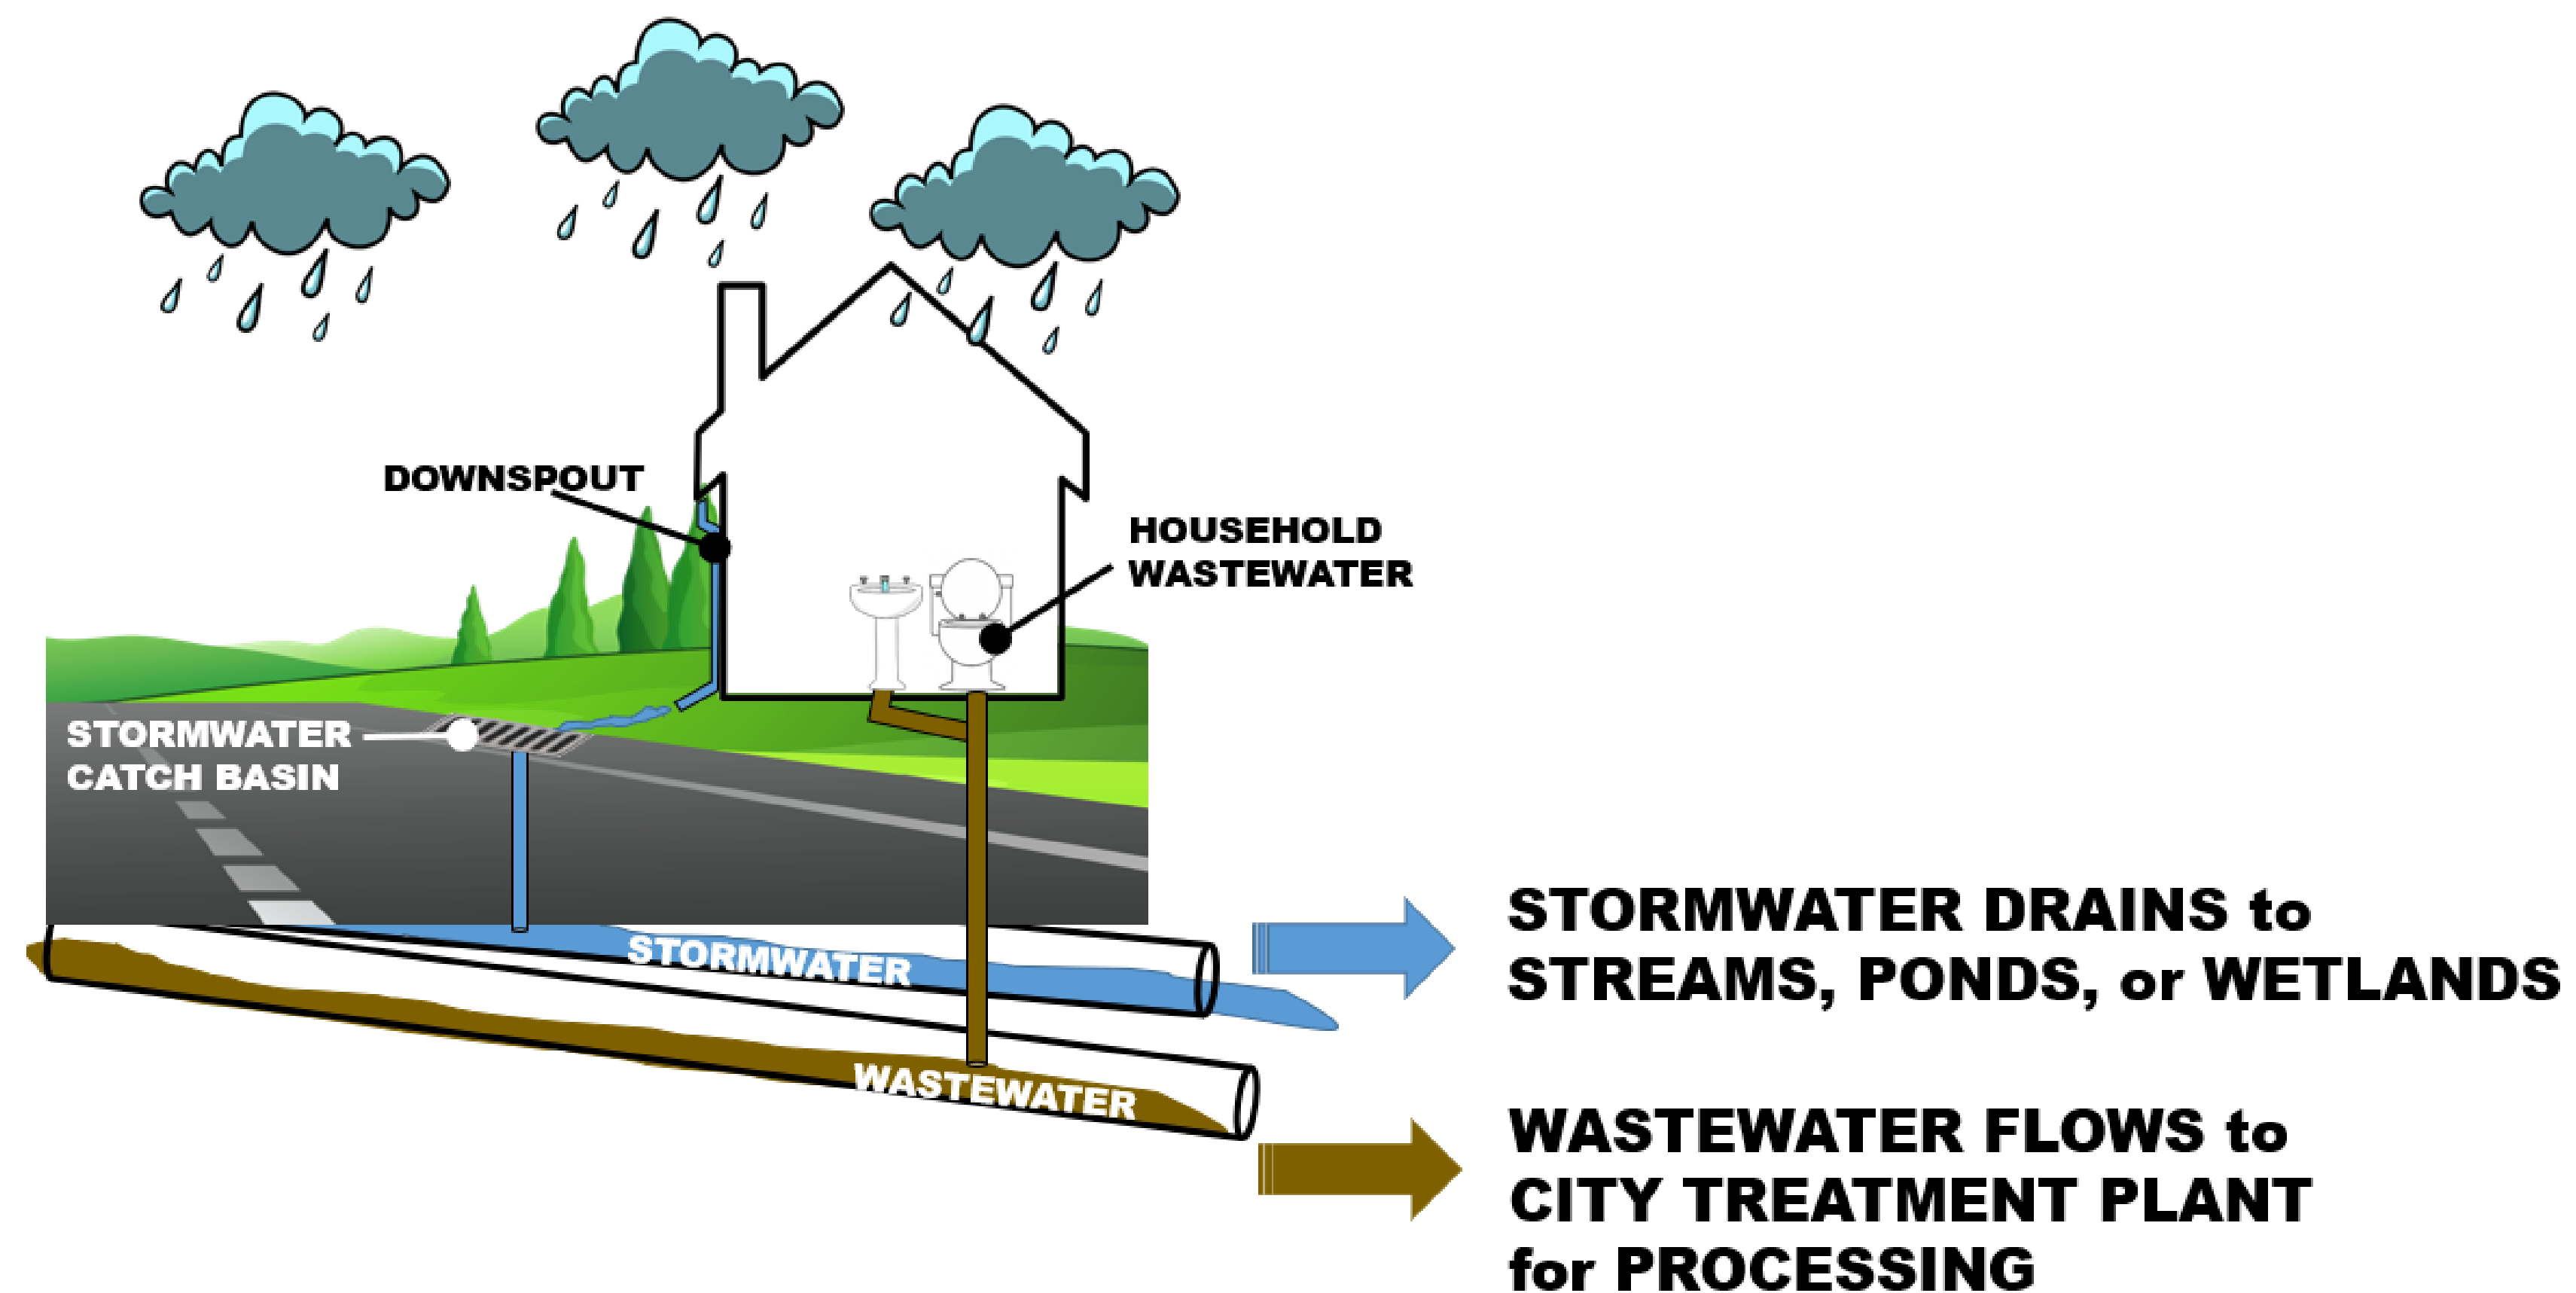 DOWNSPOUT
HOUSEHOLD
WASTEWATER
STORMWATER
CATCH BASIN
STORMWATER
WASTEWATER
STORMWATER DRAINS to
STREAMS, PONDS, or WETLANDS
WASTEWATER FLOWS to
CITY TREATMENT PLANT
for PROCESSING